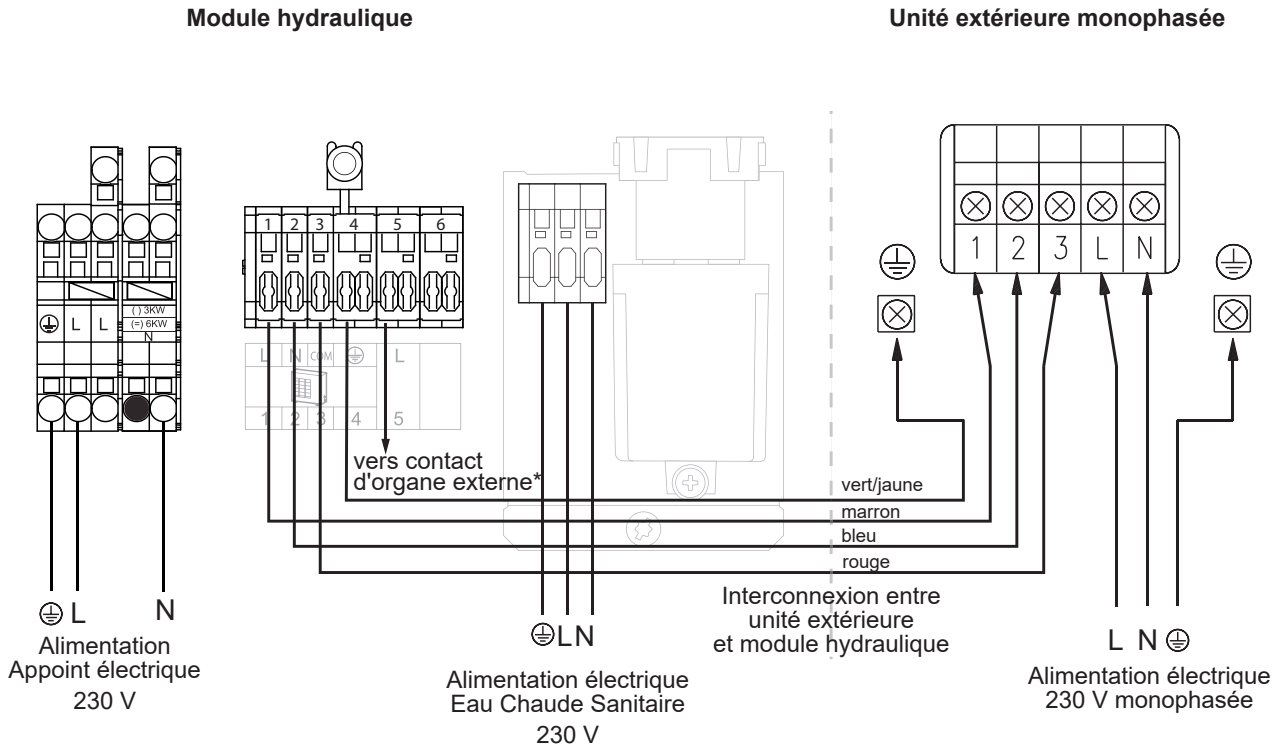 Module hydraulique
Unité extérieure monophasée
1 2 3 4 5 6
1 2 3 L N
L L
( ) 3KW
(=) 6KW
N
L N COM L
1 2 3 4 5
vers contact
d'organe externe*
vert/jaune
marron
bleu
rouge
Interconnexion entre
unité extérieure
et module hydraulique
L N
Alimentation
Appoint électrique
230 V
LN
Alimentation électrique
Eau Chaude Sanitaire
230 V
L N
Alimentation électrique
230 V monophasée